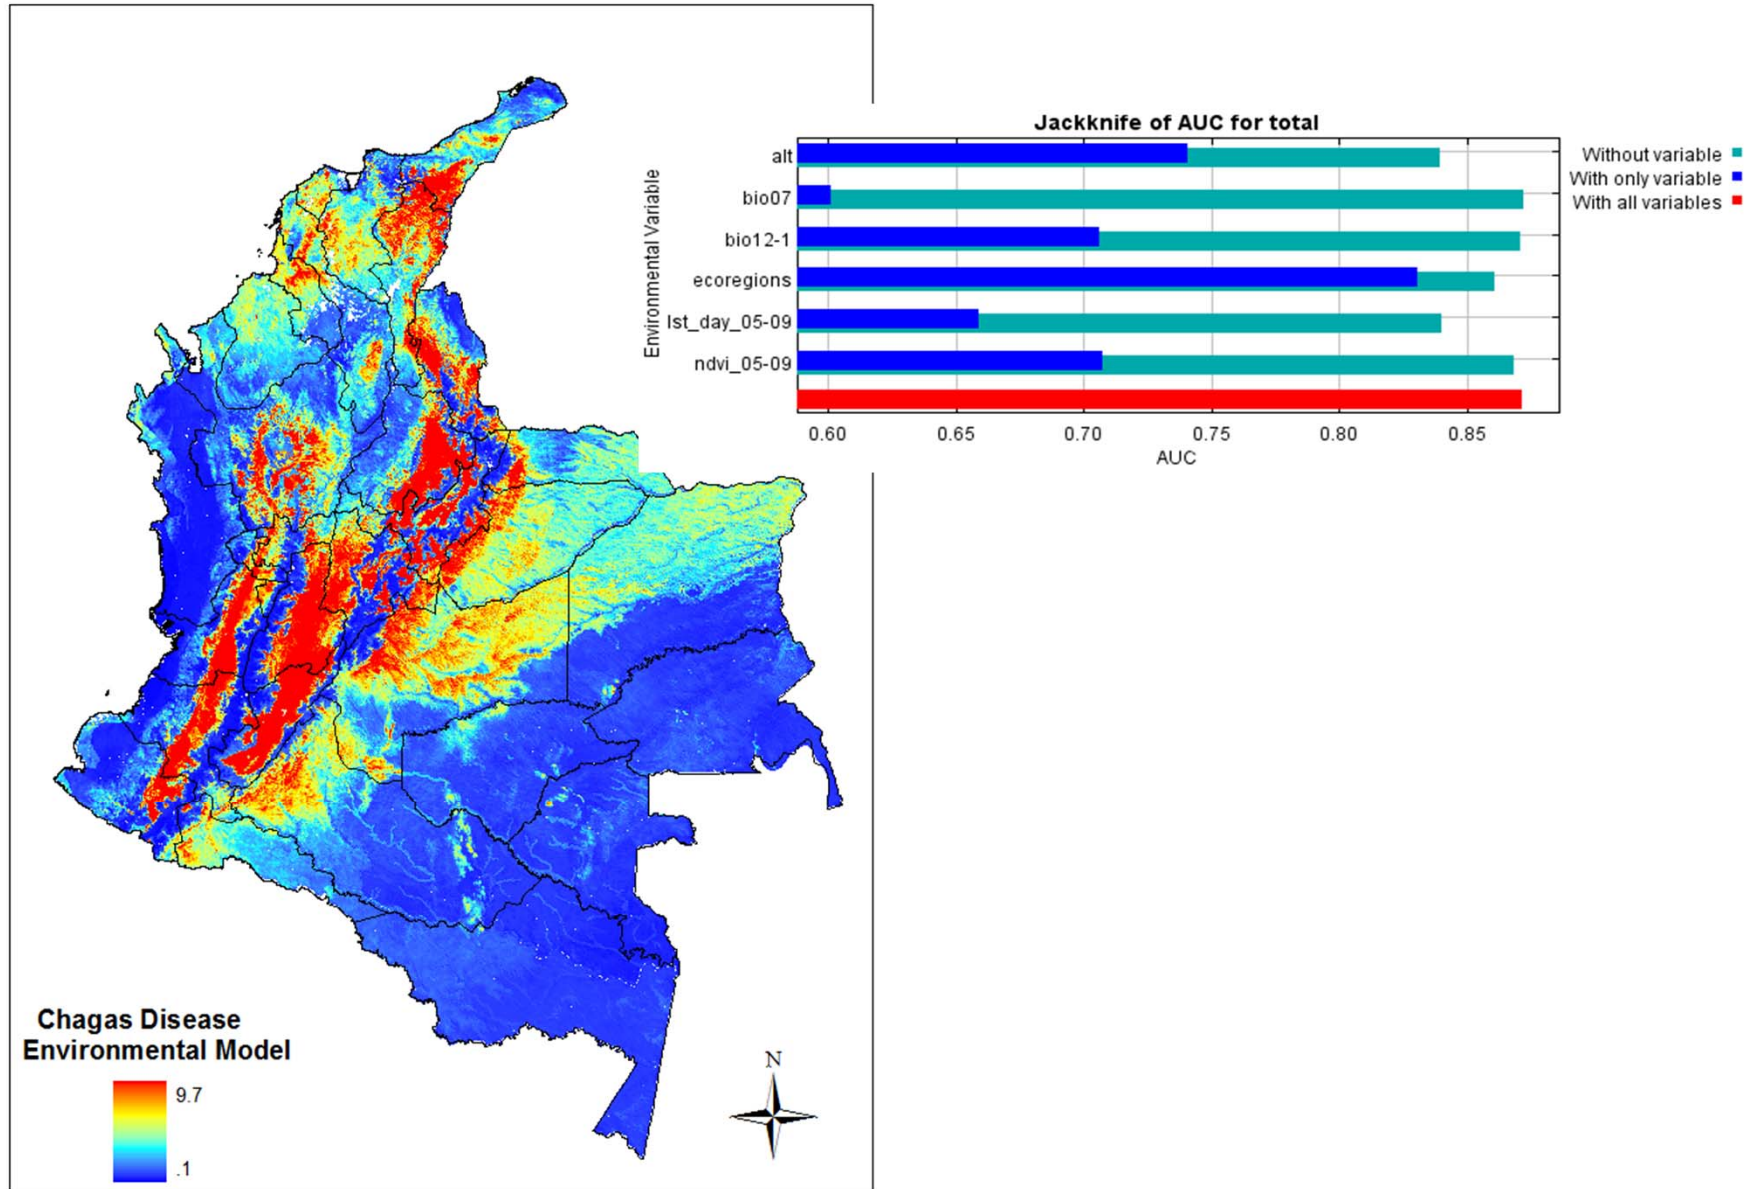 Jackknife of AUC for total
Environmental Variable
alt
bio07
bio12-1
ecoregions
lst_day_05-09
ndvi_05-09
Without variable
With only variable
With all variables
0.60 0.65 0.70 0.75 0.80 0.85
AUC
Chagas Disease
Environmental Model
9.7
.1
N